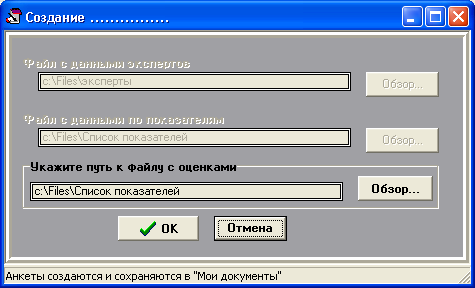 Создание ...............
Файл с данными экспертов
c:\Files\эксперты
Обзор...
Файл с данными по показателям
c:\Files\Список показателей
Обзор...
Укажите путь к файлу с оценками
c:\Files\Список показателей
Обзор...
OK
Отмена
Анкеты создаются и сохраняются в "Мои документы"